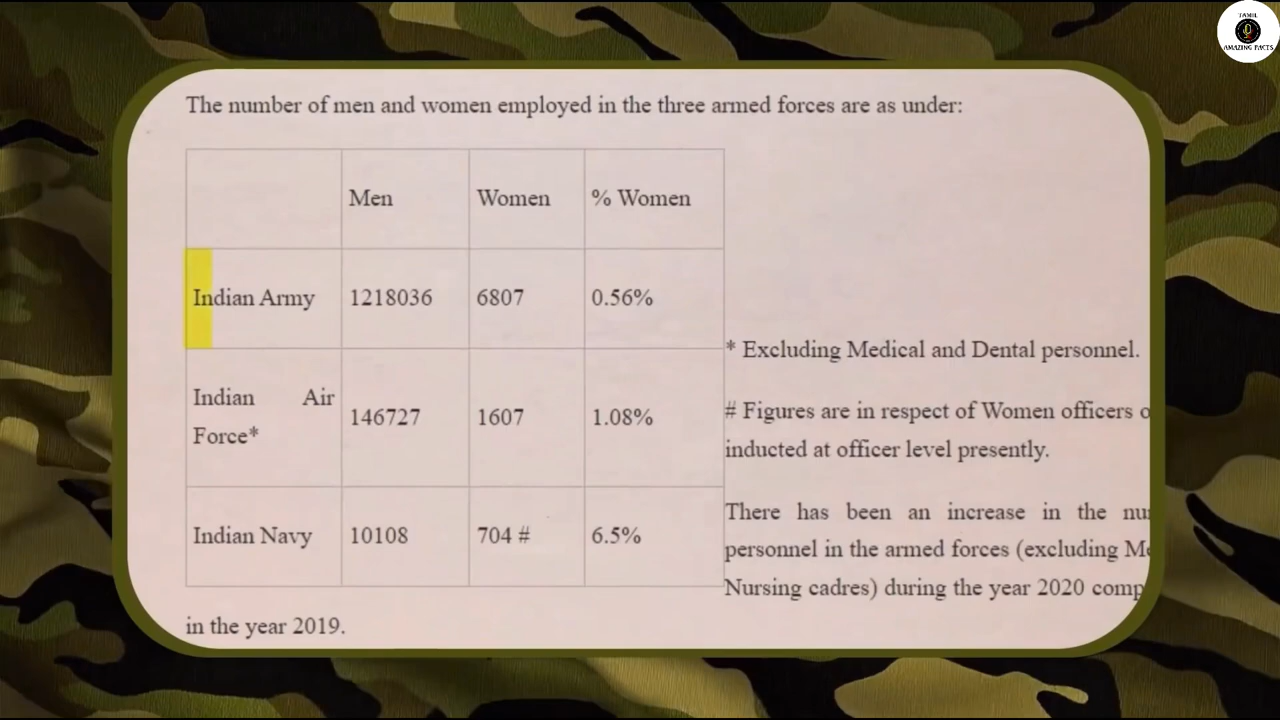 TAMIL
AMAZING FACTS
The number of men and women employed in the three armed forces are as under:
Men Women % Women
Indian Army 1218036 6807 0.56%
Indian Air
Force* 146727 1607 1.08%
Indian Navy 10108 704 # 6.5%
* Excluding Medical and Dental personnel.
# Figures are in respect of Women officers
inducted at officer level presently.
There has been an increase in the
personnel in the armed forces (excluding
Nursing cadres) during the year 2020
in the year 2019.